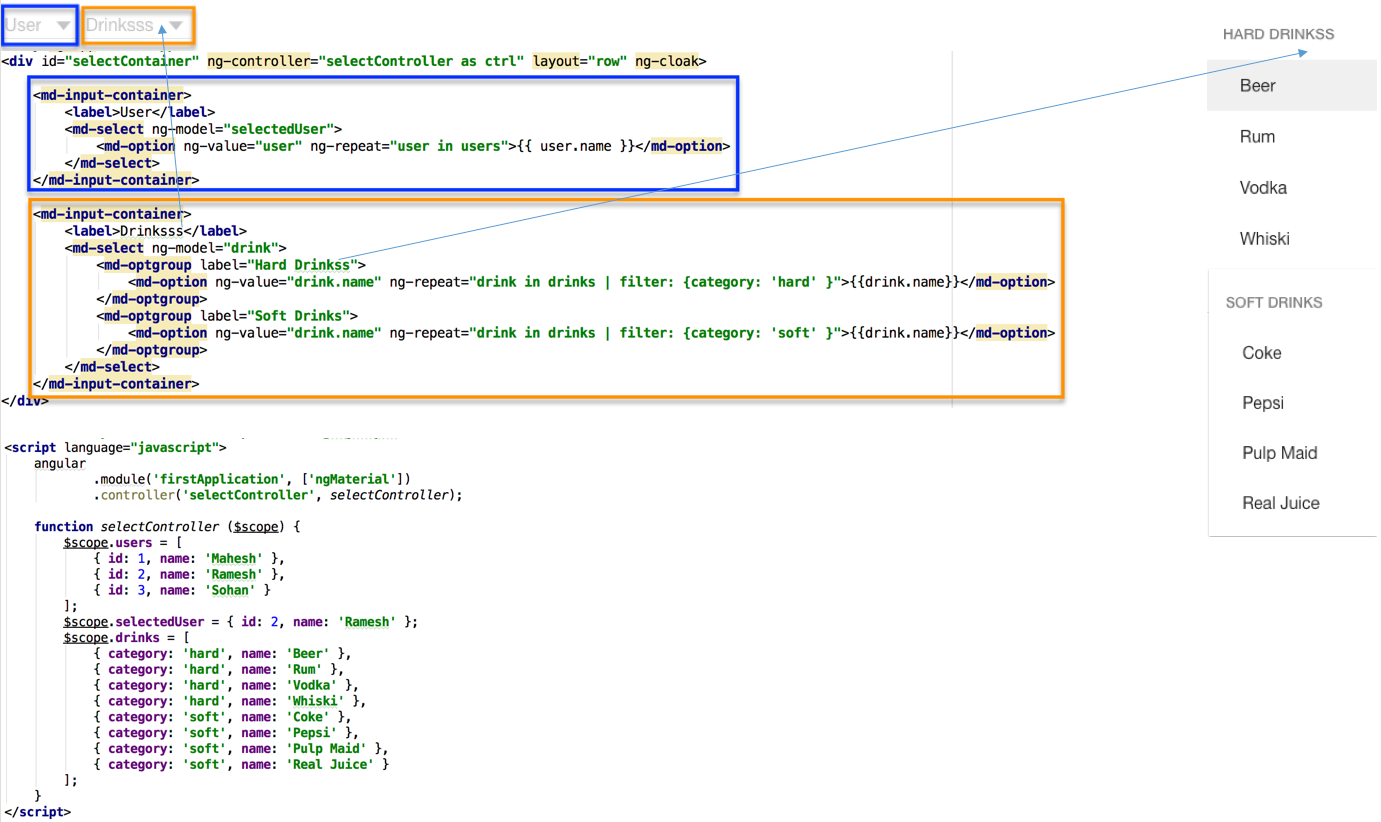 User Drinksss
<div id="selectContainer" ng-controller="selectController as ctrl" layout="row" ng-cloak>
<md-input-container>
<label>User</label>
<md-select ng-model="selectedUser">
<md-option ng-value="user" ng-repeat="user in users">{{ user.name }}</md-option>
</md-select>
</md-input-container>
<md-input-container>
<label>Drinksss</label>
<md-select ng-model="drink">
<md-optgroup label="Hard Drinkss">
<md-option ng-value="drink.name" ng-repeat="drink in drinks | filter: {category: 'hard' }">{{drink.name}}</md-option>
</md-optgroup>
<md-optgroup label="Soft Drinks">
<md-option ng-value="drink.name" ng-repeat="drink in drinks | filter: {category: 'soft' }">{{drink.name}}</md-option>
</md-optgroup>
</md-select>
</md-input-container>
</div>
<script language="javascript">
angular
.module('firstApplication', ['ngMaterial'])
.controller('selectController', selectController);
function selectController ($scope) {
$scope.users = [
{ id: 1, name: 'Mahesh' },
{ id: 2, name: 'Ramesh' },
{ id: 3, name: 'Sohan' }
];
$scope.selectedUser = { id: 2, name: 'Ramesh' };
$scope.drinks = [
{ category: 'hard', name: 'Beer' },
{ category: 'hard', name: 'Rum' },
{ category: 'hard', name: 'Vodka' },
{ category: 'hard', name: 'Whiski' },
{ category: 'soft', name: 'Coke' },
{ category: 'soft', name: 'Pepsi' },
{ category: 'soft', name: 'Pulp Maid' },
{ category: 'soft', name: 'Real Juice' }
];
}
</script>
HARD DRINKSS
Beer
Rum
Vodka
Whiski
SOFT DRINKS
Coke
Pepsi
Pulp Maid
Real Juice